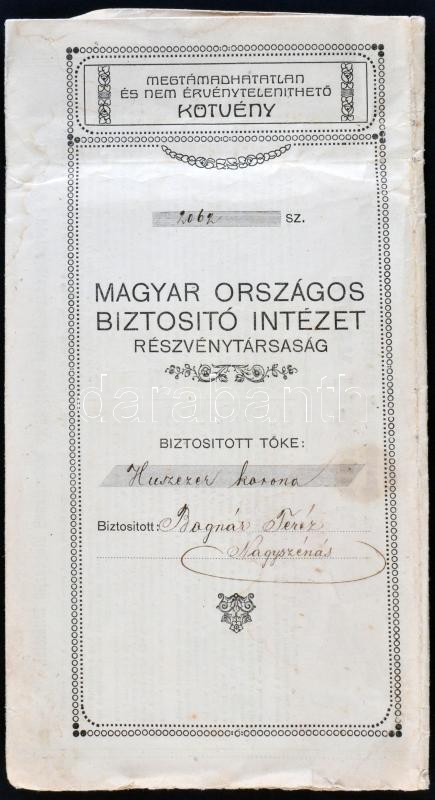 MEGTÁMADHATATLAN
ÉS NEM ÉRVÉNYTELENITHETŐ
KÖTVÉNY
2062 SZ.
MAGYAR ORSZÁGOS
BIZTOSITÓ INTÉZET
RÉSZVÉNYTÁRSASÁG
darabanth
BIZTOSITOTT TŐKE:
Huszezer korona
Biztositott: Bognár Teréz
Nagyszénás